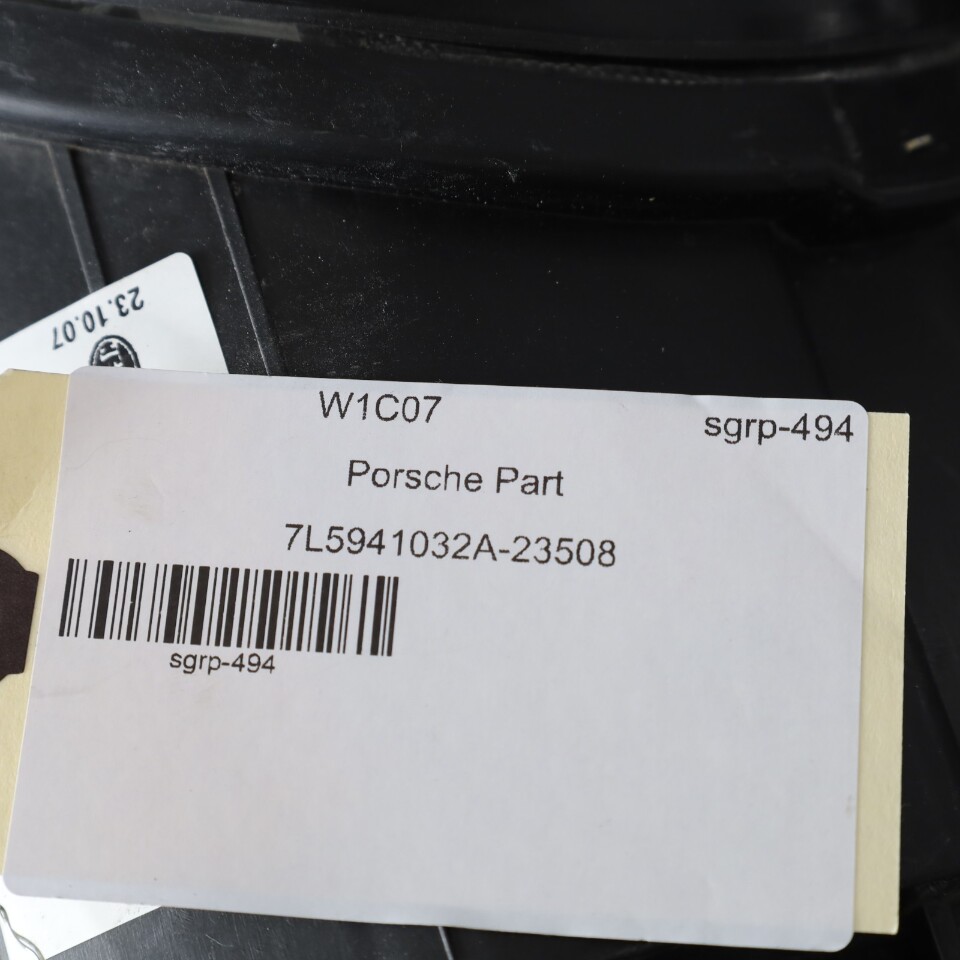 23.10.07
W1C07
sgrp-494
Porsche Part
7L5941032A-23508
sgrp-494